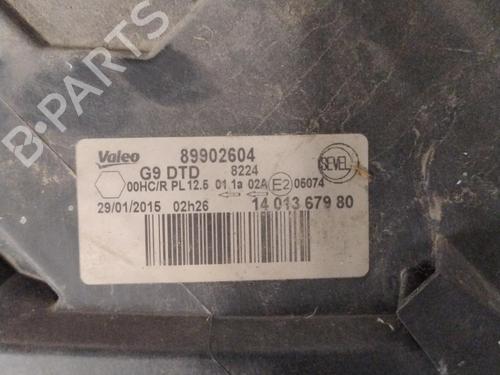 Valeo 89902604
G9 DTD 8224
SEVEL
00HC/R PL 12.5 01 1a 02A E2 05074
29/01/2015 02h26 14 013 679 80